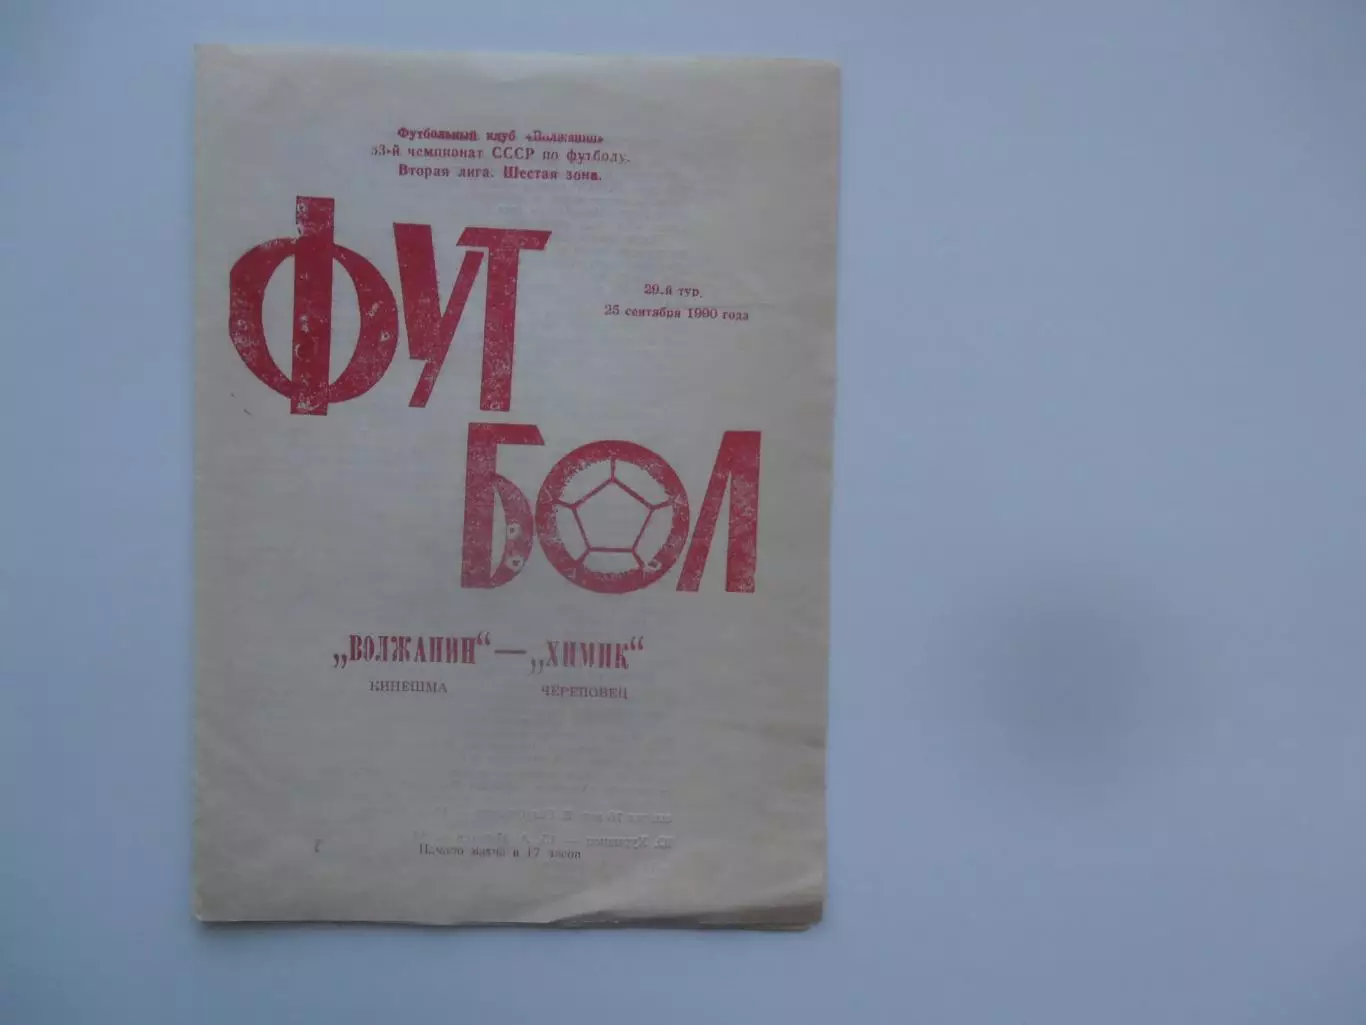 Футбольный клуб «Волжанин»
53-й чемпионат СССР по футболу.
Вторая лига. Шестая зона.
ФУТ
29-й тур.
25 сентября 1990 года
БОЛ
„ВОЛЖАНИН“ — „ХИМИК“
КИНЕШМА ЧЕРЕПОВЕЦ
Начало матча в 17 часов